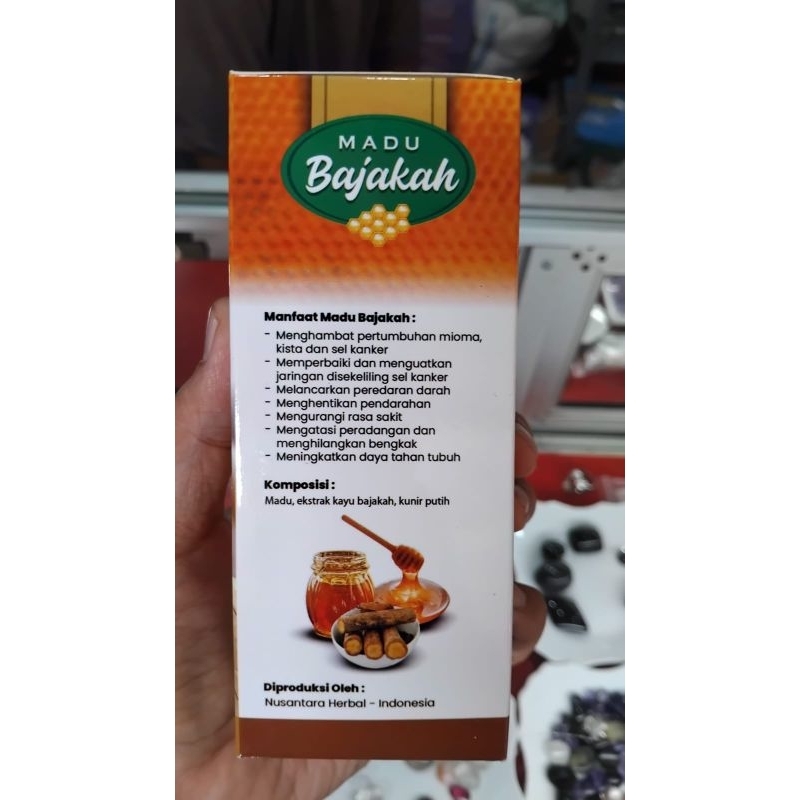 MADU
Bajakah
Manfaat Madu Bajakah :
- Menghambat pertumbuhan mioma,
kista dan sel kanker
- Memperbaiki dan menguatkan
jaringan disekeliling sel kanker
- Melancarkan peredaran darah
- Menghentikan pendarahan
- Mengurangi rasa sakit
- Mengatasi peradangan dan
menghilangkan bengkak
- Meningkatkan daya tahan tubuh
Komposisi :
Madu, ekstrak kayu bajakah, kunir putih
Diproduksi Oleh :
Nusantara Herbal - Indonesia